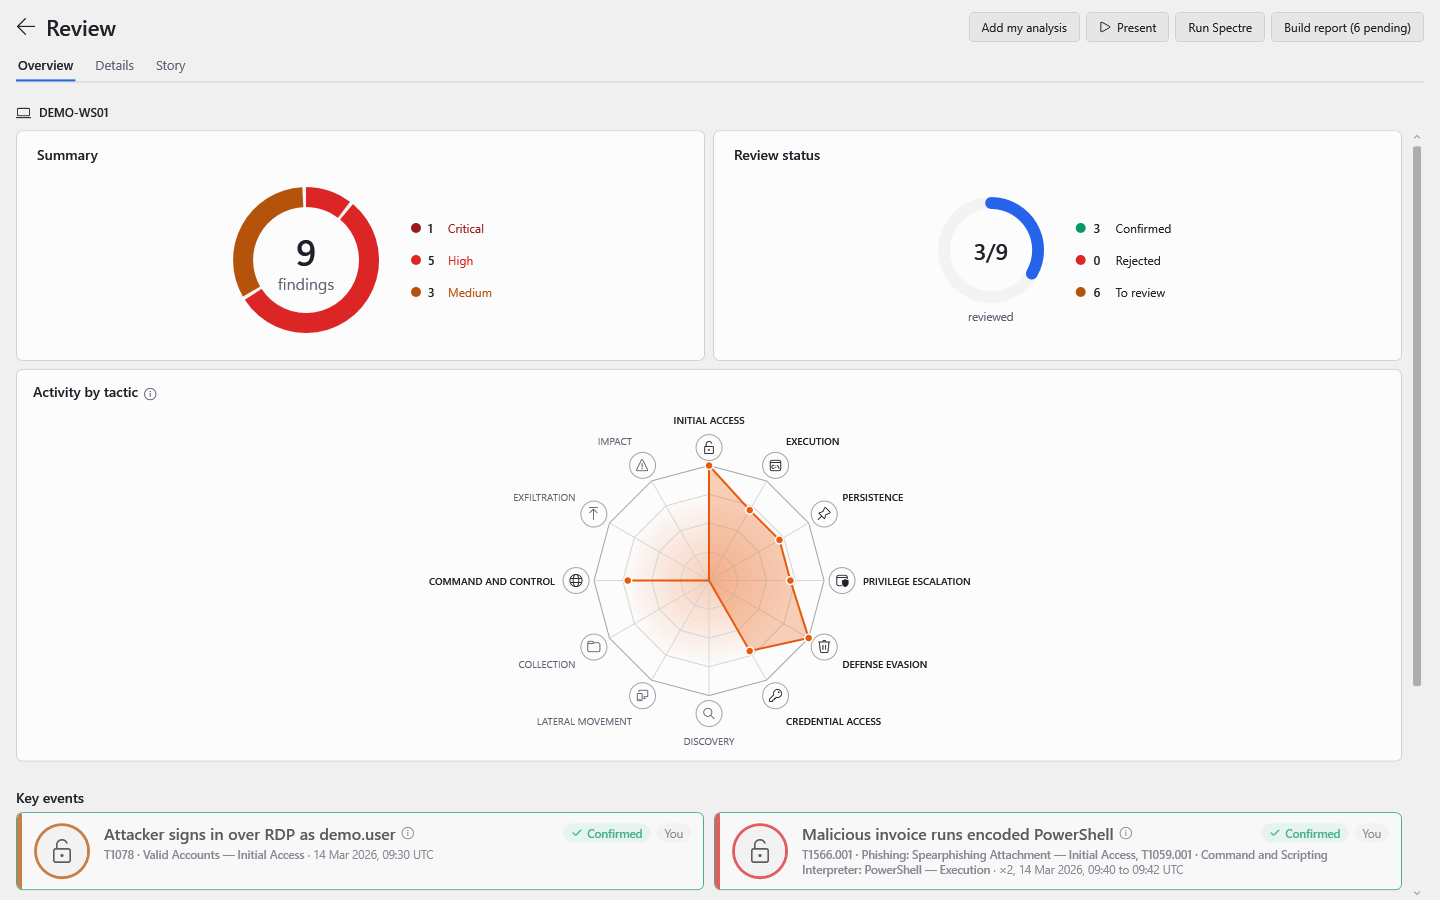 Review
Add my analysis
Present
Run Spectre
Build report (6 pending)
Overview
Details
Story
DEMO-WS01
Summary
9
findings
1 Critical
5 High
3 Medium
Review status
3/9
reviewed
3 Confirmed
0 Rejected
6 To review
Activity by tactic
INITIAL ACCESS
IMPACT
EXECUTION
EXFILTRATION
PERSISTENCE
COMMAND AND CONTROL
PRIVILEGE ESCALATION
COLLECTION
DEFENSE EVASION
LATERAL MOVEMENT
CREDENTIAL ACCESS
DISCOVERY
Key events
Attacker signs in over RDP as demo.user
Confirmed
You
T1078 · Valid Accounts — Initial Access · 14 Mar 2026, 09:30 UTC
Malicious invoice runs encoded PowerShell
Confirmed
You
T1566.001 · Phishing: Spearphishing Attachment — Initial Access, T1059.001 · Command and Scripting
Interpreter: PowerShell — Execution · ×2, 14 Mar 2026, 09:40 to 09:42 UTC